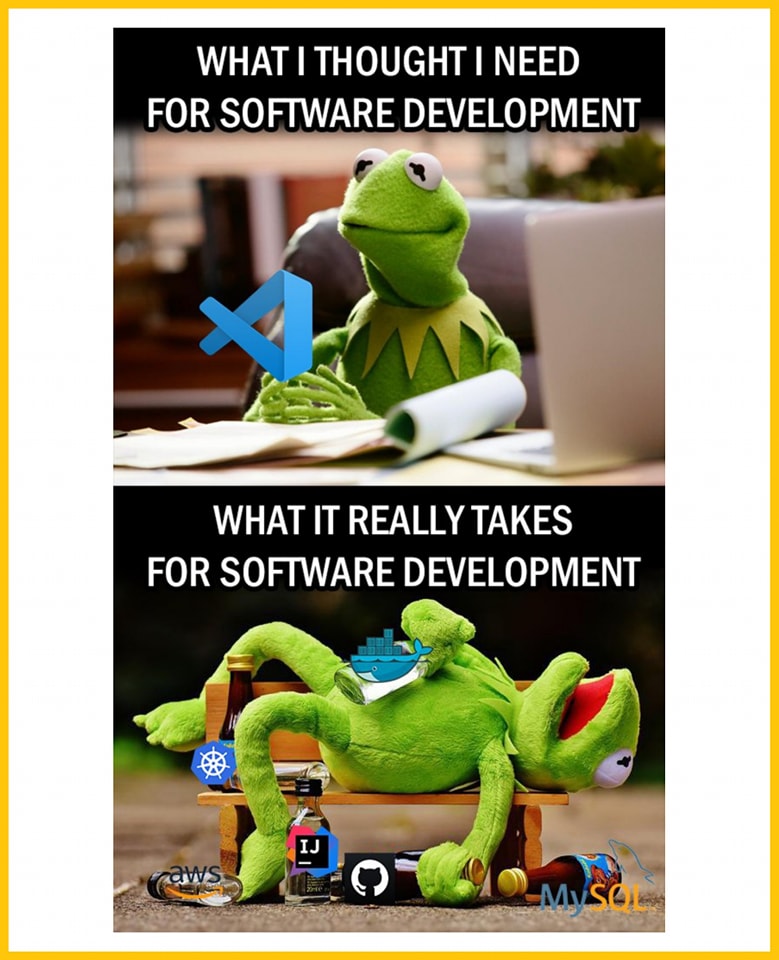 WHAT I THOUGHT I NEED
FOR SOFTWARE DEVELOPMENT
WHAT IT REALLY TAKES
FOR SOFTWARE DEVELOPMENT
IJ
aws
MySQL